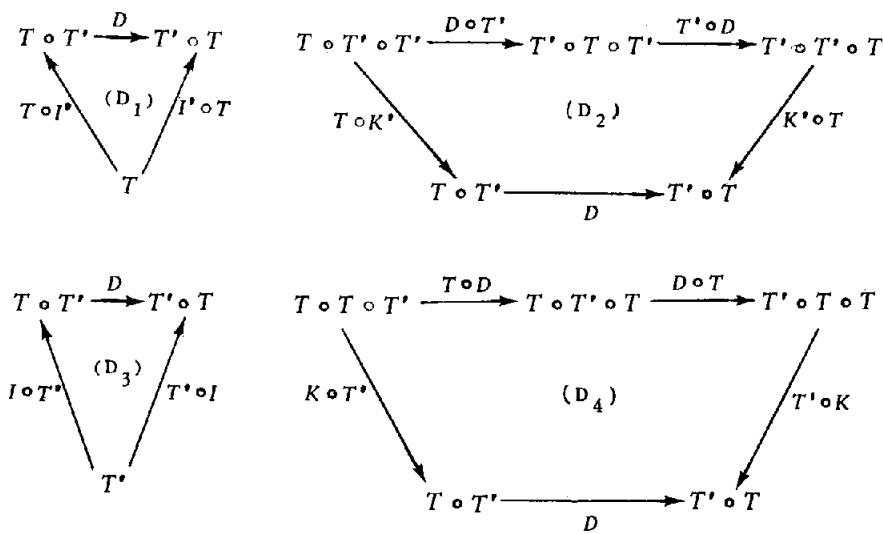 D D∘T' T'∘D
T∘T' T'∘T T∘T'∘T' T'∘T∘T' T'∘T'∘T
T∘I' (D₁) I'∘T T∘K' (D₂) K'∘T
T T∘T' T'∘T
D
D T∘D D∘T
T∘T' T'∘T T∘T∘T' T∘T'∘T T'∘T∘T
I∘T' (D₃) T'∘I K∘T' (D₄) T'∘K
T' T∘T' T'∘T
D